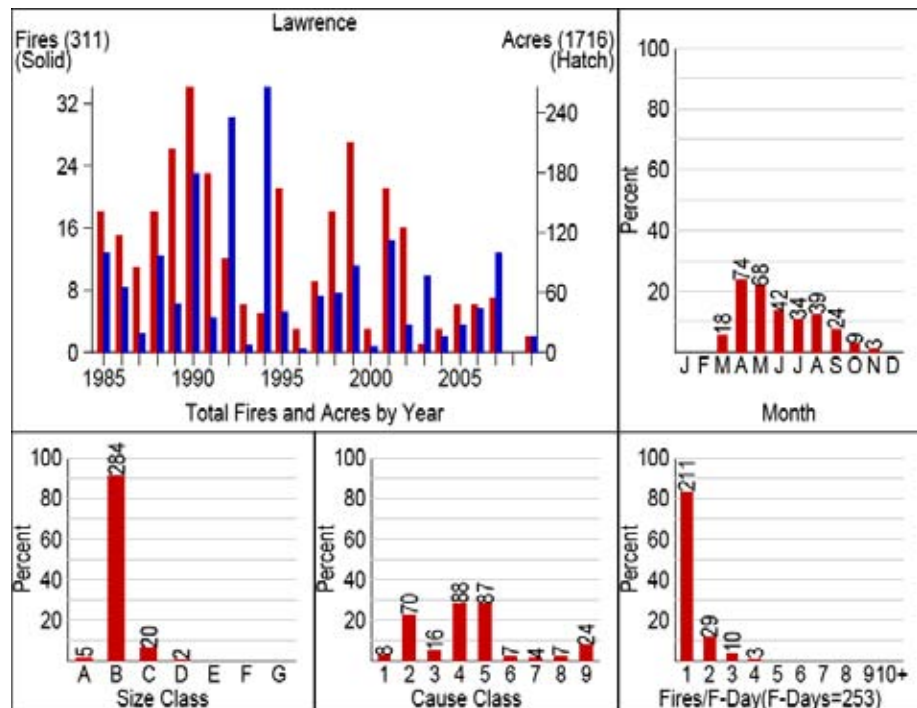 Lawrence
Fires (311)
(Solid)
Acres (1716)
(Hatch)
32
24
16
8
0
240
180
120
60
0
1985 1990 1995 2000 2005
Total Fires and Acres by Year
100
80
60
40
20
Percent
18 74 68 42 34 39 24 9 3
J F M A M J J A S O N D
Month
100
80
60
40
20
Percent
5 284 20 2
A B C D E F G
Size Class
100
80
60
40
20
Percent
8 70 16 88 87 7 4 7 24
1 2 3 4 5 6 7 8 9
Cause Class
100
80
60
40
20
Percent
211 29 10 3
1 2 3 4 5 6 7 8 9 10+
Fires/F-Day(F-Days=253)